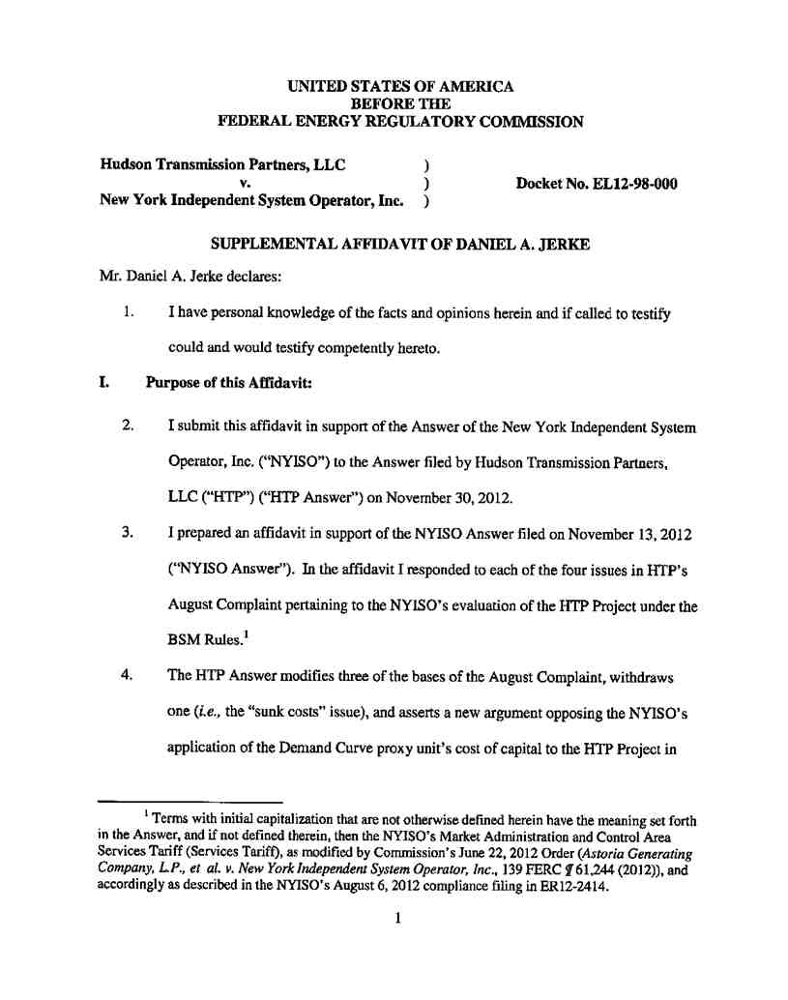 UNITED STATES OF AMERICA
BEFORE THE
FEDERAL ENERGY REGULATORY COMMISSION
Hudson Transmission Partners, LLC )
v. ) Docket No. EL12-98-000
New York Independent System Operator, Inc. )
SUPPLEMENTAL AFFIDAVIT OF DANIEL A. JERKE
Mr. Daniel A. Jerke declares:
1. I have personal knowledge of the facts and opinions herein and if called to testify
could and would testify competently hereto.
I. Purpose of this Affidavit:
2. I submit this affidavit in support of the Answer of the New York Independent System
Operator, Inc. (“NYISO”) to the Answer filed by Hudson Transmission Partners,
LLC (“HTP”) (“HTP Answer”) on November 30, 2012.
3. I prepared an affidavit in support of the NYISO Answer filed on November 13, 2012
(“NYISO Answer”). In the affidavit I responded to each of the four issues in HTP’s
August Complaint pertaining to the NYISO’s evaluation of the HTP Project under the
BSM Rules.¹
4. The HTP Answer modifies three of the bases of the August Complaint, withdraws
one (i.e., the “sunk costs” issue), and asserts a new argument opposing the NYISO’s
application of the Demand Curve proxy unit’s cost of capital to the HTP Project in
¹ Terms with initial capitalization that are not otherwise defined herein have the meaning set forth
in the Answer, and if not defined therein, then the NYISO’s Market Administration and Control Area
Services Tariff (Services Tariff), as modified by Commission’s June 22, 2012 Order (Astoria Generating
Company, L.P., et al. v. New York Independent System Operator, Inc., 139 FERC ¶ 61,244 (2012)), and
accordingly as described in the NYISO’s August 6, 2012 compliance filing in ER12-2414.
1